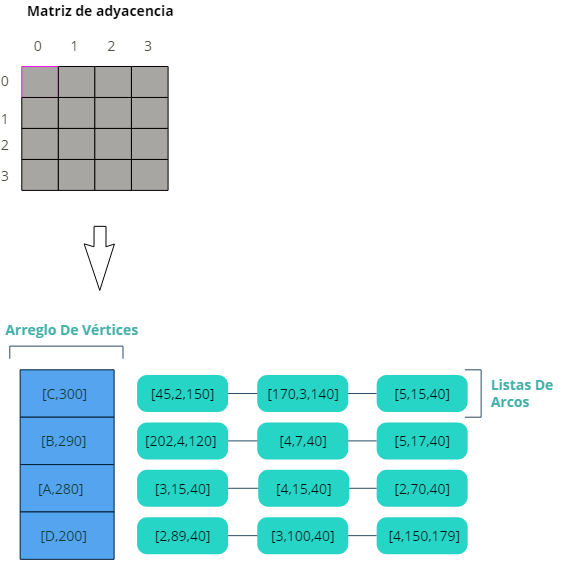 Matriz de adyacencia
0 1 2 3
0
1
2
3
Arreglo De Vértices
[C,300] [45,2,150] [170,3,140] [5,15,40]
Listas De
Arcos
[B,290] [202,4,120] [4,7,40] [5,17,40]
[A,280] [3,15,40] [4,15,40] [2,70,40]
[D,200] [2,89,40] [3,100,40] [4,150,179]